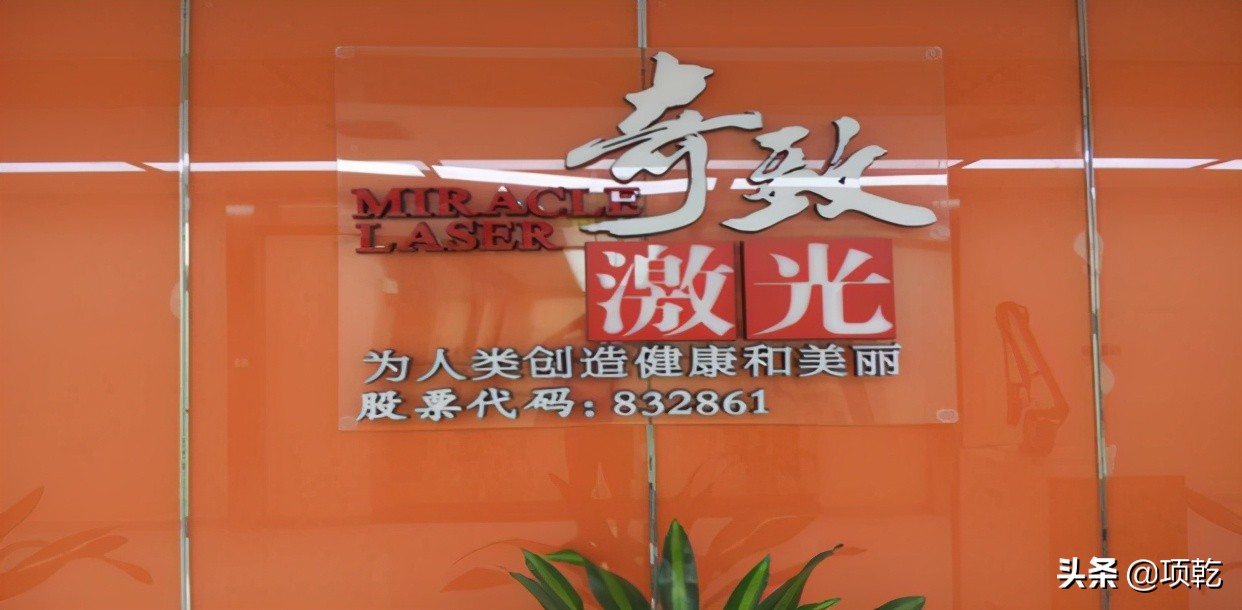 奇致
MIRACLE
LASER
激光
为人类创造健康和美丽
股票代码:832861
头条 @项乾